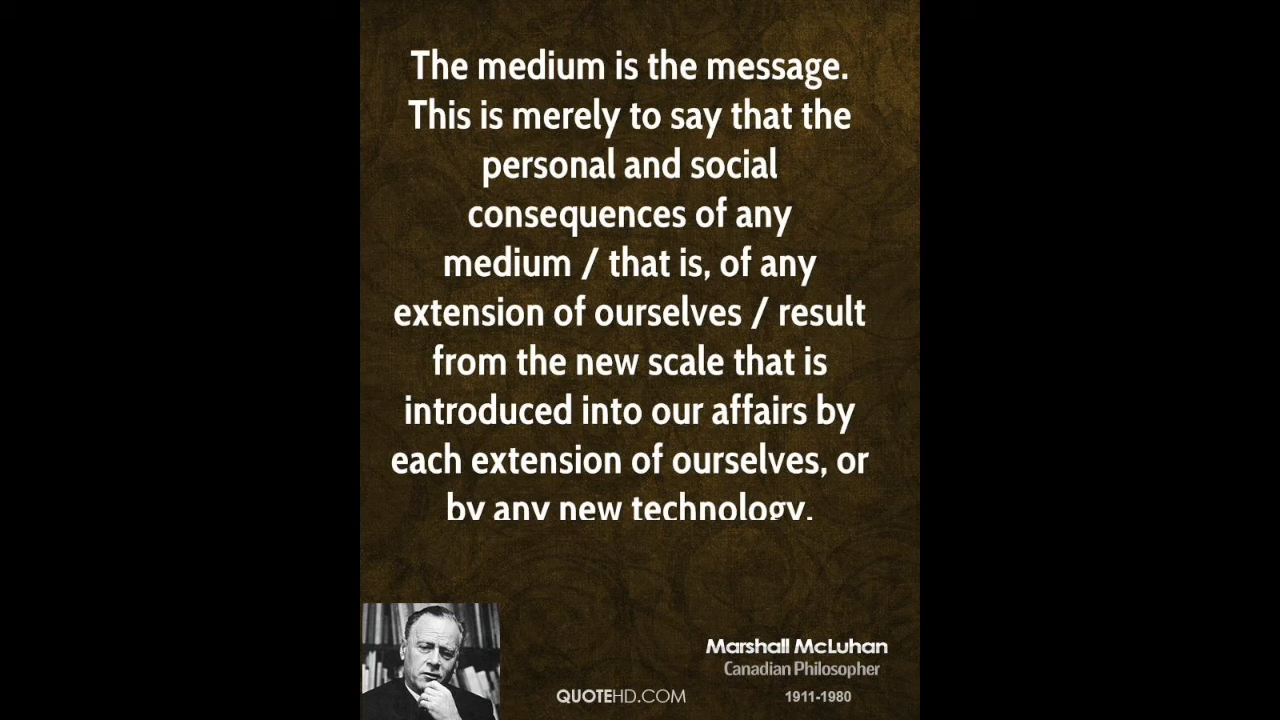 The medium is the message.
This is merely to say that the
personal and social
consequences of any
medium / that is, of any
extension of ourselves / result
from the new scale that is
introduced into our affairs by
each extension of ourselves, or
by any new technology.
Marshall McLuhan
Canadian Philosopher
QUOTEHD.COM
1911-1980